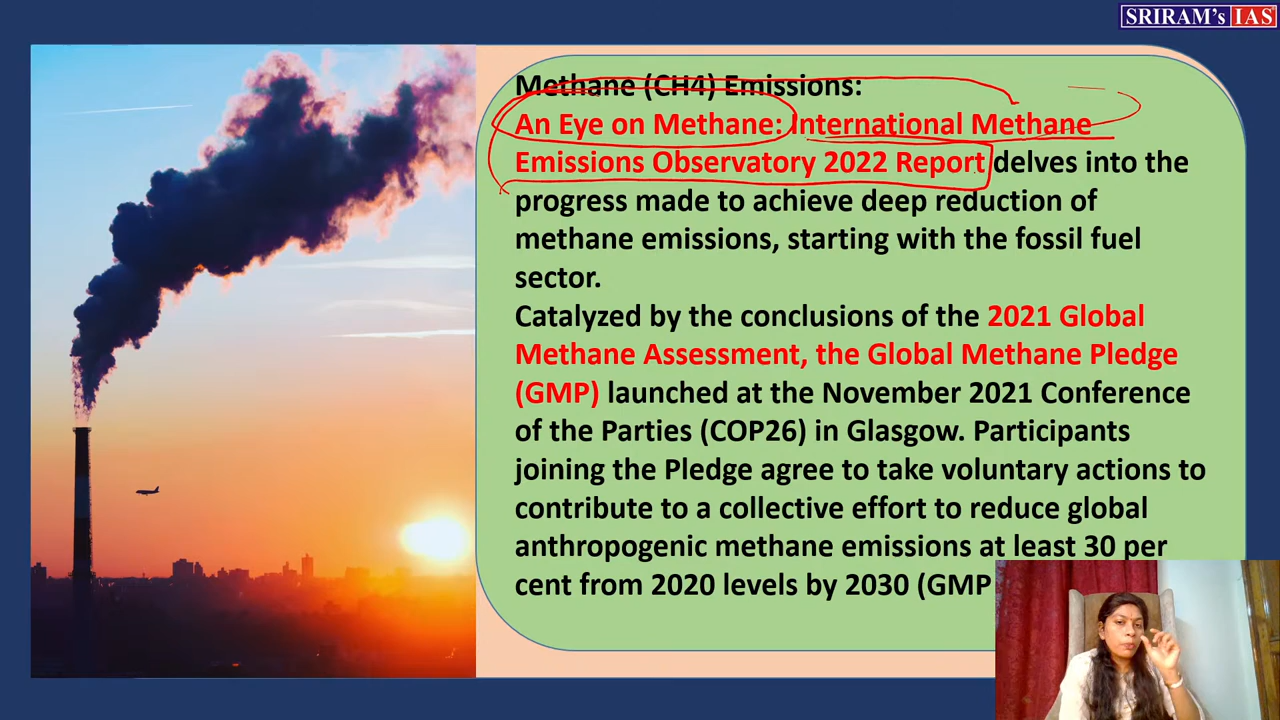 SRIRAM's IAS
Methane (CH4) Emissions:
An Eye on Methane: International Methane
Emissions Observatory 2022 Report delves into the
progress made to achieve deep reduction of
methane emissions, starting with the fossil fuel
sector.
Catalyzed by the conclusions of the 2021 Global
Methane Assessment, the Global Methane Pledge
(GMP) launched at the November 2021 Conference
of the Parties (COP26) in Glasgow. Participants
joining the Pledge agree to take voluntary actions to
contribute to a collective effort to reduce global
anthropogenic methane emissions at least 30 per
cent from 2020 levels by 2030 (GMP